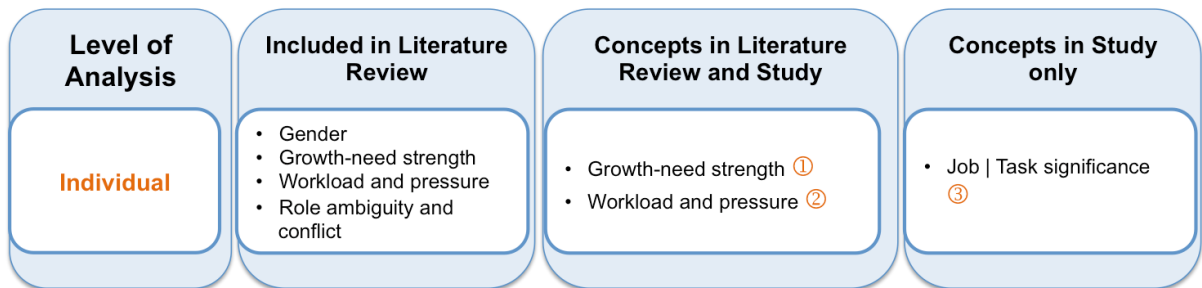 Level of
Analysis
Included in Literature
Review
Concepts in Literature
Review and Study
Concepts in Study
only
Individual
• Gender
• Growth-need strength
• Workload and pressure
• Role ambiguity and
conflict
• Growth-need strength ①
• Workload and pressure ②
• Job | Task significance
③